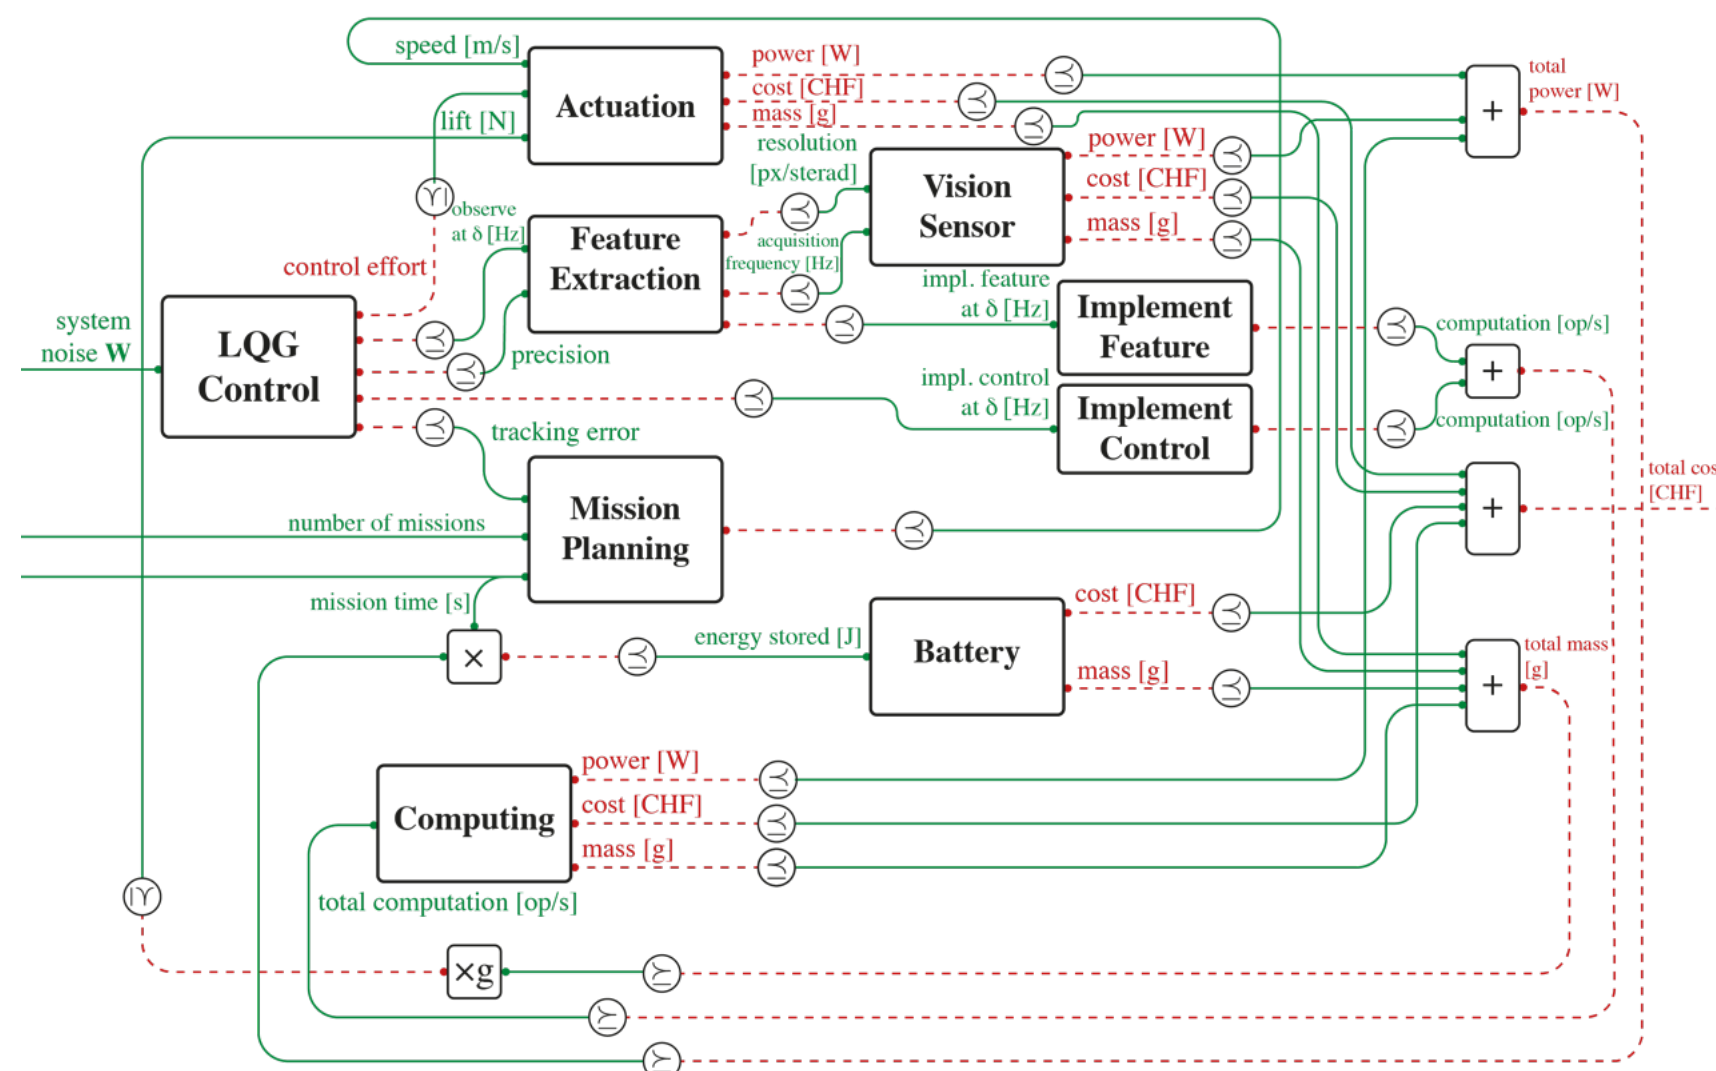 speed [m/s]
Actuation
power [W]
cost [CHF]
mass [g]
lift [N]
total
power [W]
+
resolution
[px/sterad]
Vision
Sensor
power [W]
cost [CHF]
mass [g]
observe
at δ [Hz]
Feature
Extraction
acquisition
frequency [Hz]
control effort
impl. feature
at δ [Hz]
Implement
Feature
computation [op/s]
system
noise W
LQG
Control
precision
+
impl. control
at δ [Hz]
Implement
Control
computation [op/s]
tracking error
total cos
[CHF]
+
number of missions
Mission
Planning
mission time [s]
×
energy stored [J]
Battery
cost [CHF]
mass [g]
total mass
[g]
+
Computing
power [W]
cost [CHF]
mass [g]
total computation [op/s]
×g